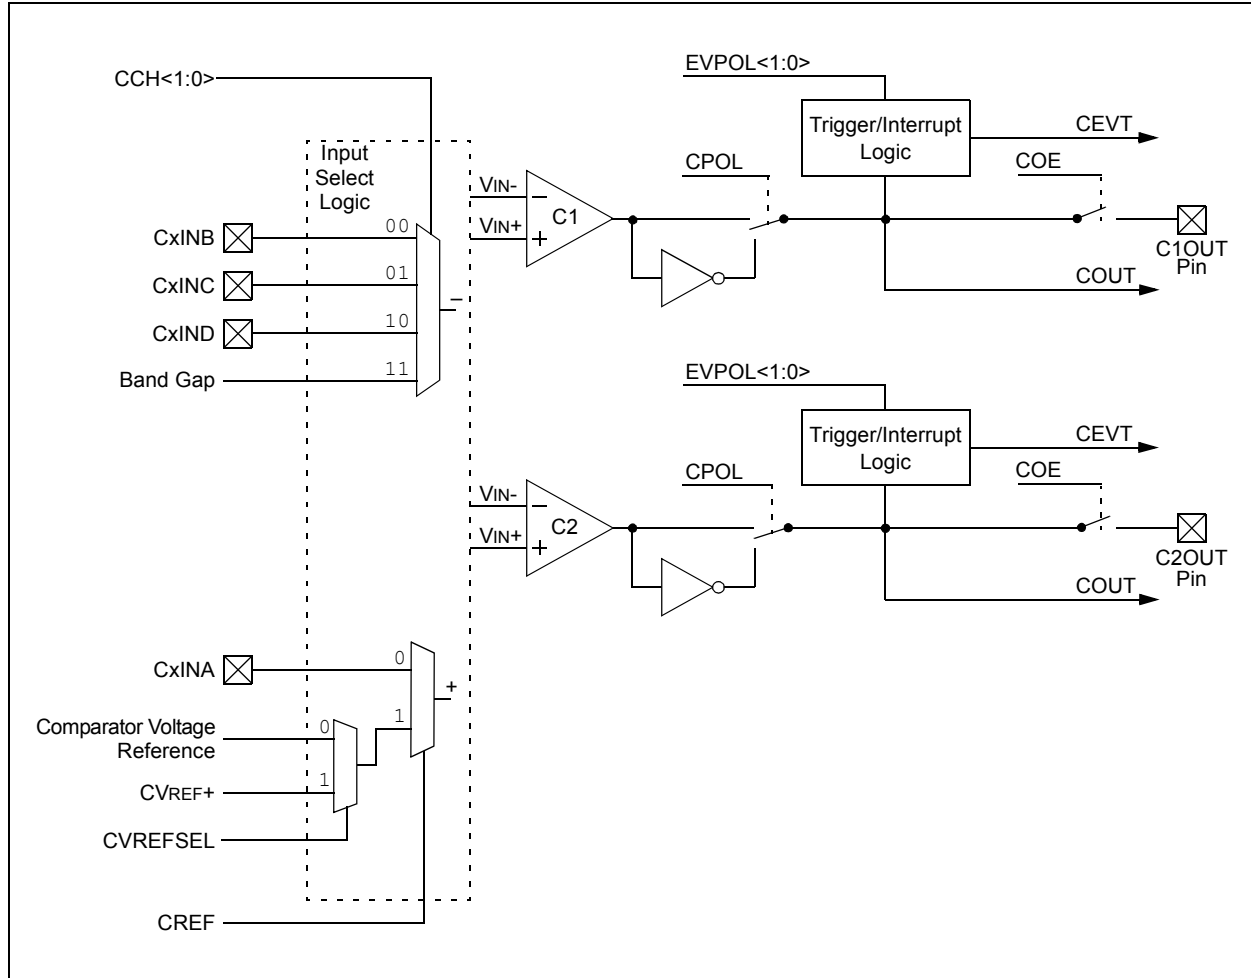 CCH<1:0>
Input
Select
Logic
CxINB
00
CxINC
01
CxIND
10
Band Gap
11
–
VIN-
–
VIN+
+
C1
EVPOL<1:0>
Trigger/Interrupt
Logic
CEVT
CPOL
COE
C1OUT
Pin
COUT
VIN-
–
VIN+
+
C2
EVPOL<1:0>
Trigger/Interrupt
Logic
CEVT
CPOL
COE
C2OUT
Pin
COUT
CxINA
0
+
1
Comparator Voltage
Reference
0
CVREF+
1
CVREFSEL
CREF